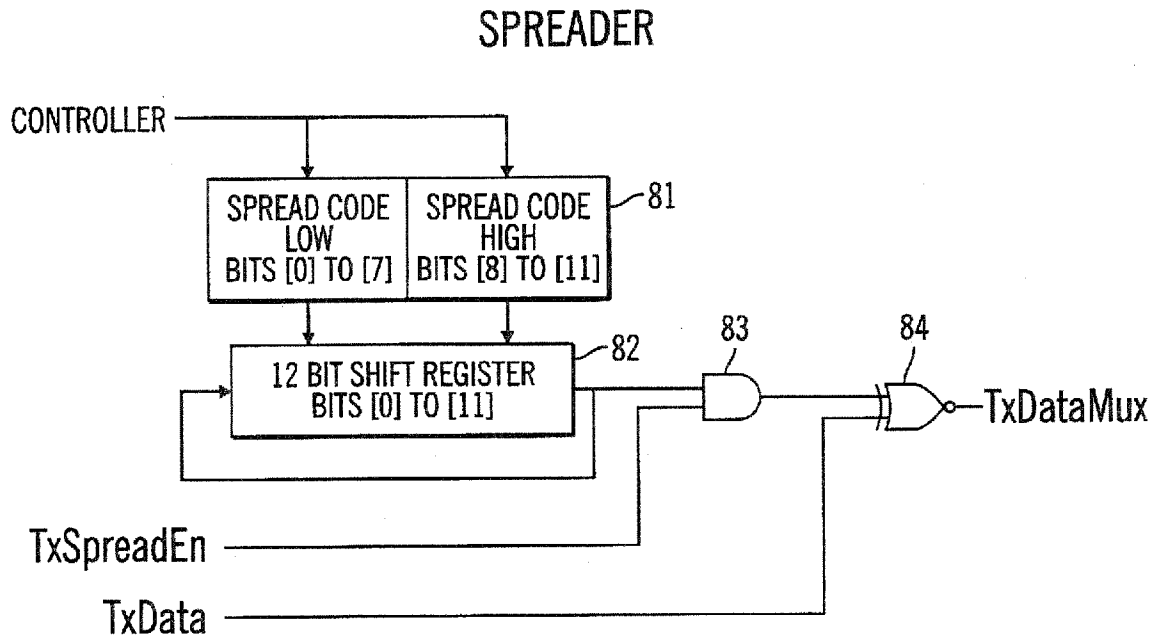 SPREADER
CONTROLLER
SPREAD CODE
LOW
BITS [0] TO [7]
SPREAD CODE
HIGH
BITS [8] TO [11]
81
12 BIT SHIFT REGISTER
BITS [0] TO [11]
82
83
84
TxDataMux
TxSpreadEn
TxData